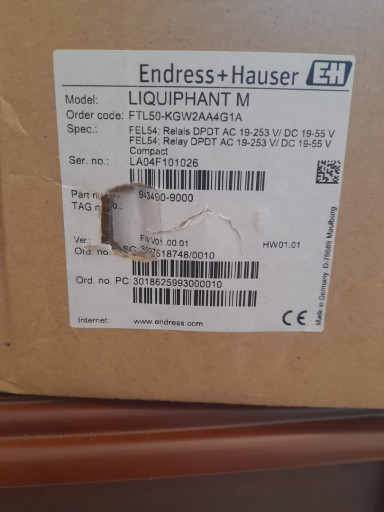 Endress+Hauser EH
Model: LIQUIPHANT M
Order code: FTL50-KGW2AA4G1A
Spec.: FEL54; Relais DPDT AC 19-253 V/ DC 19-55 V
FEL54; Relay DPDT AC 19-253 V/ DC 19-55 V
Compact
Ser. no.: LA04F101026
Part 943490-9000
TAG
Ver. FW V01.00.01 HW01.01
Ord. no. SC:
Ord. no. PC: 3018625993000010
Internet: www.endress.com
CE
Made in Germany, D-79689 Maulburg